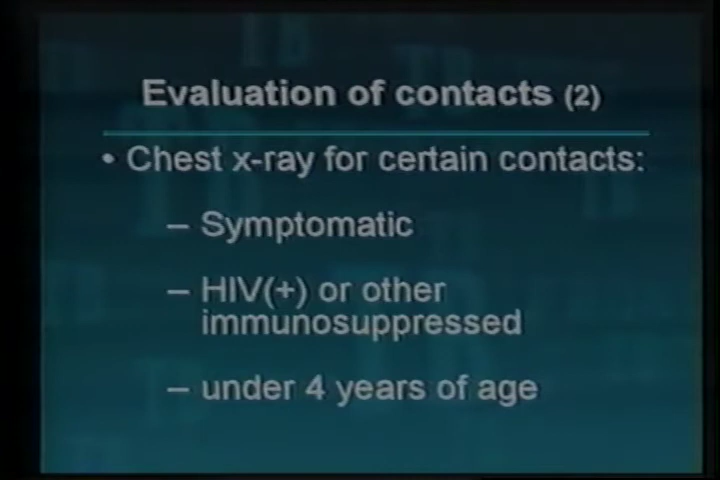 Evaluation of contacts (2)
• Chest x-ray for certain contacts:
– Symptomatic
– HIV(+) or other
immunosuppressed
– under 4 years of age